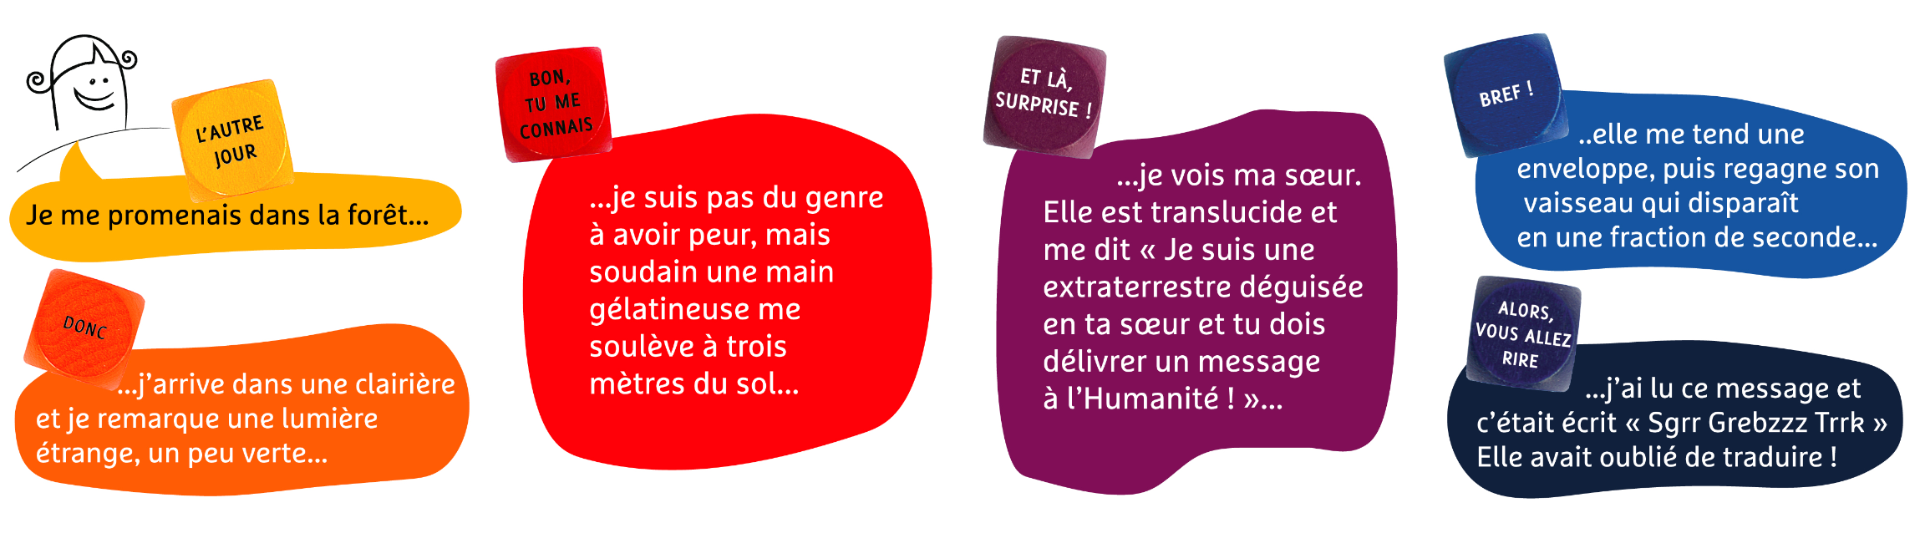 L'AUTRE
JOUR
Je me promenais dans la forêt...
DONC
...j'arrive dans une clairière
et je remarque une lumière
étrange, un peu verte...
BON,
TU ME
CONNAIS
...je suis pas du genre
à avoir peur, mais
soudain une main
gélatineuse me
soulève à trois
mètres du sol...
ET LÀ,
SURPRISE !
...je vois ma sœur.
Elle est translucide et
me dit « Je suis une
extraterrestre déguisée
en ta sœur et tu dois
délivrer un message
à l'Humanité ! »...
BREF !
..elle me tend une
enveloppe, puis regagne son
vaisseau qui disparaît
en une fraction de seconde...
ALORS,
VOUS ALLEZ
RIRE
...j'ai lu ce message et
c'était écrit « Sgrr Grebzzz Trrk »
Elle avait oublié de traduire !